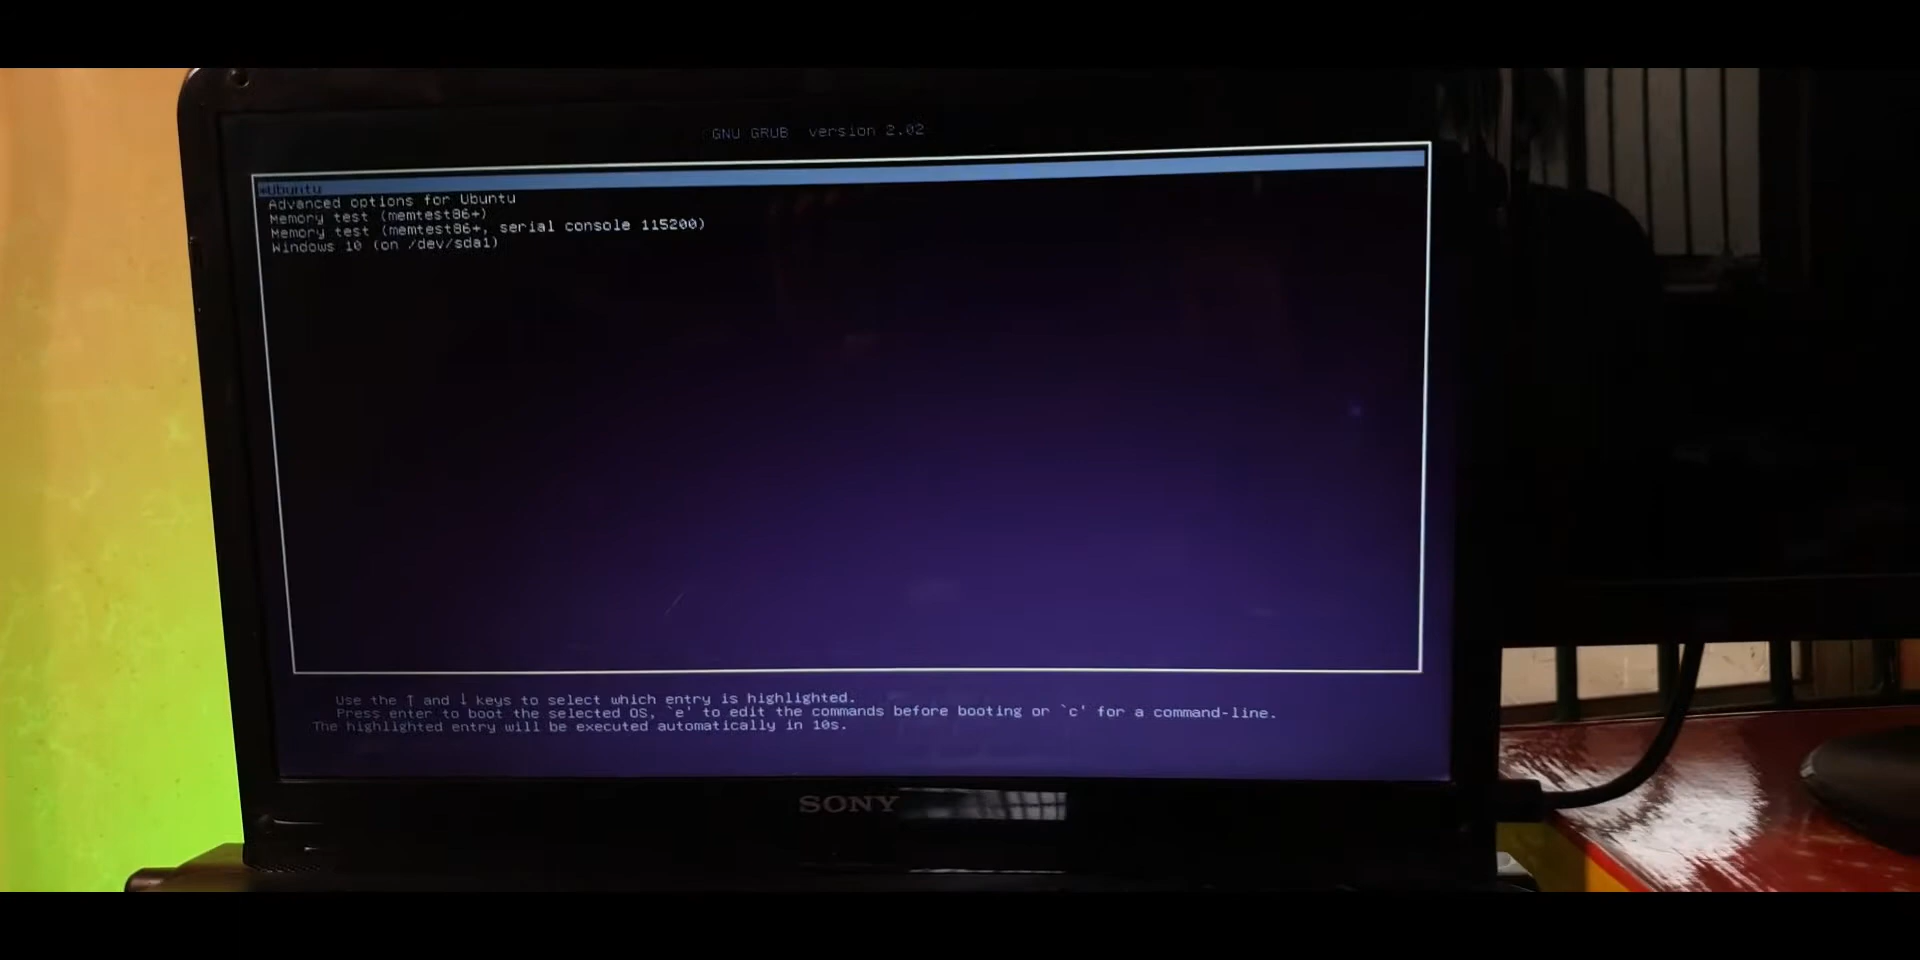 GNU GRUB version 2.02
*Ubuntu
Advanced options for Ubuntu
Memory test (memtest86+)
Memory test (memtest86+, serial console 115200)
Windows 10 (on /dev/sda1)
Use the ↑ and ↓ keys to select which entry is highlighted.
Press enter to boot the selected OS, `e' to edit the commands before booting or `c' for a command-line.
The highlighted entry will be executed automatically in 10s.
SONY